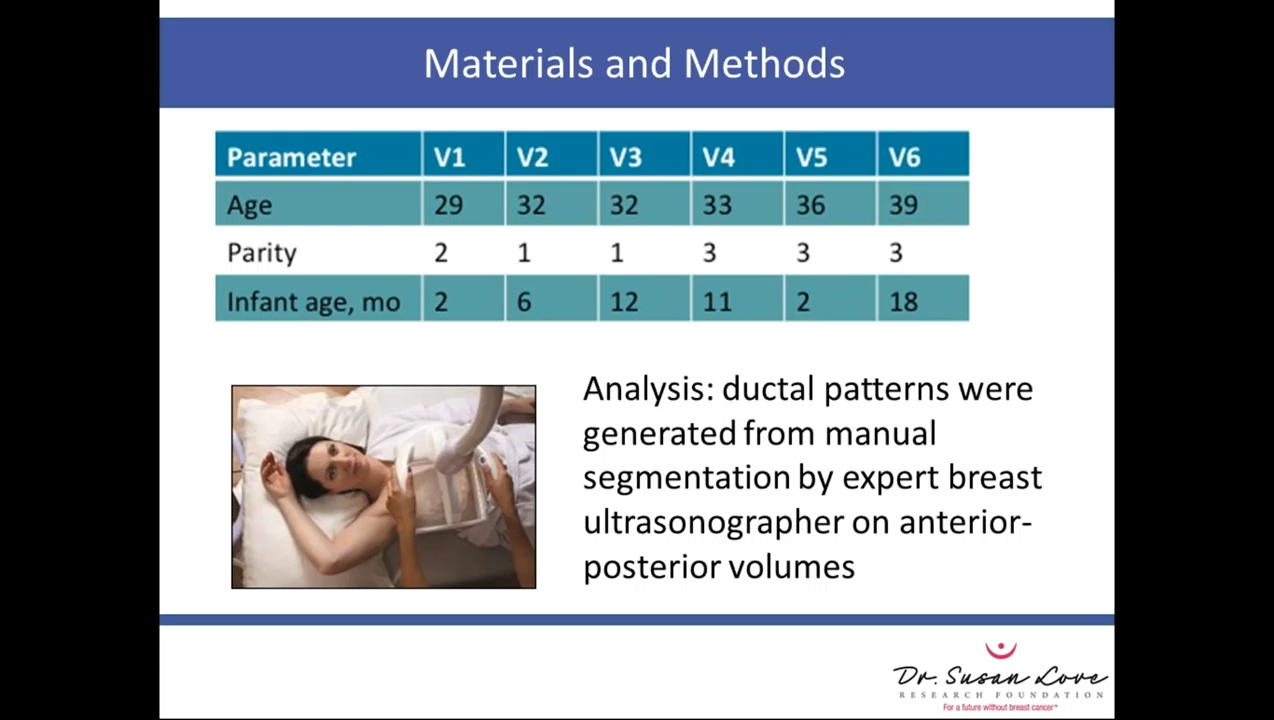 Materials and Methods
Parameter V1 V2 V3 V4 V5 V6
Age 29 32 32 33 36 39
Parity 2 1 1 3 3 3
Infant age, mo 2 6 12 11 2 18
Analysis: ductal patterns were
generated from manual
segmentation by expert breast
ultrasonographer on anterior-
posterior volumes
Dr. Susan Love
RESEARCH FOUNDATION
For a future without breast cancer™